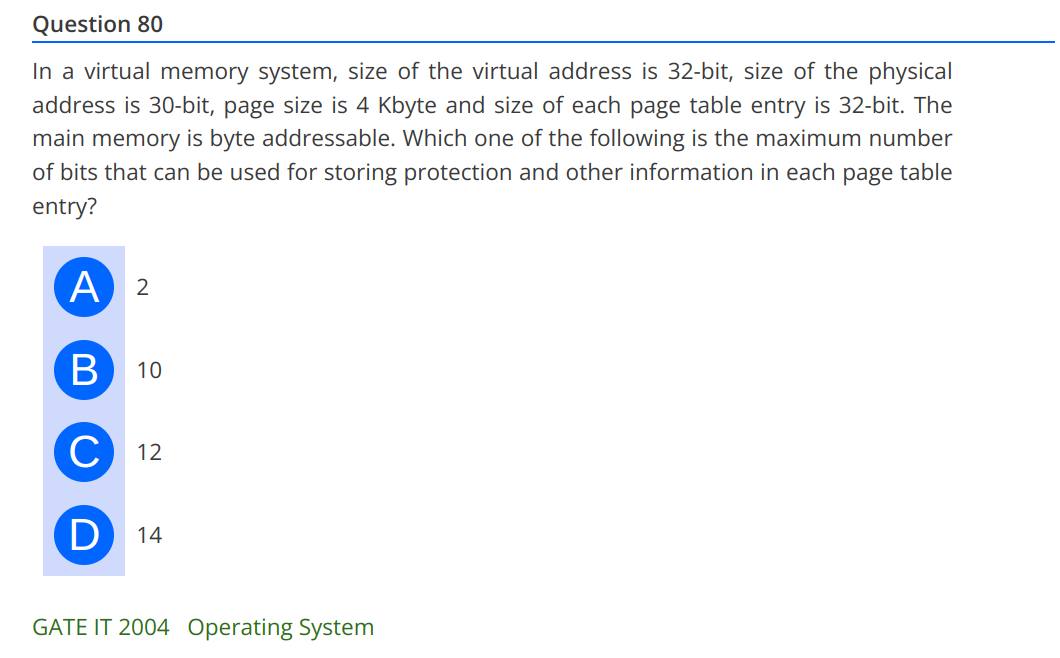 Question 80
In a virtual memory system, size of the virtual address is 32-bit, size of the physical
address is 30-bit, page size is 4 Kbyte and size of each page table entry is 32-bit. The
main memory is byte addressable. Which one of the following is the maximum number
of bits that can be used for storing protection and other information in each page table
entry?
A 2
B 10
C 12
D 14
GATE IT 2004 Operating System